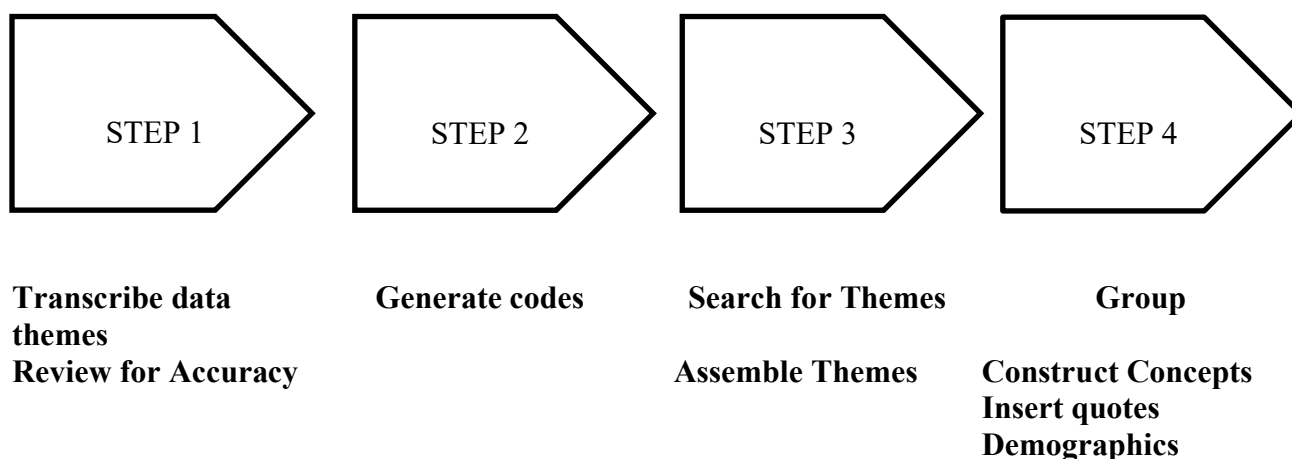 STEP 1 STEP 2 STEP 3 STEP 4
Transcribe data Generate codes Search for Themes Group
themes
Review for Accuracy Assemble Themes Construct Concepts
Insert quotes
Demographics